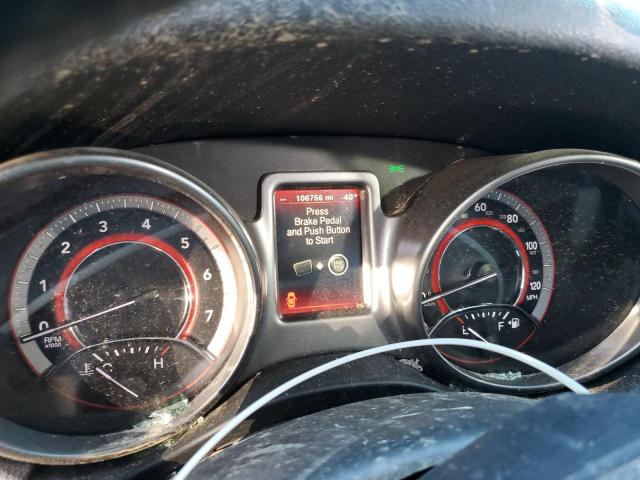 106756 mi -40°
Press
Brake Pedal
and Push Button
to Start
0 1 2 3 4 5 6 7
RPM
x1000
C H
60 80 100 120
MPH
E F